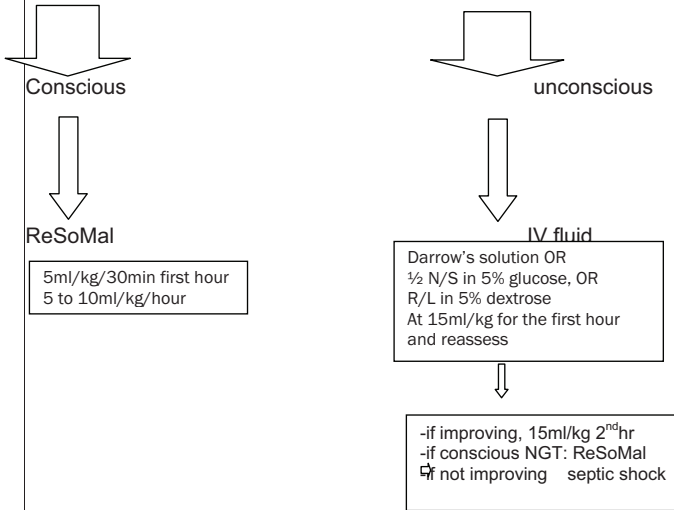 Conscious
unconscious
ReSoMal
IV fluid
5ml/kg/30min first hour
5 to 10ml/kg/hour
Darrow's solution OR
½ N/S in 5% glucose, OR
R/L in 5% dextrose
At 15ml/kg for the first hour
and reassess
-if improving, 15ml/kg 2ndhr
-if conscious NGT: ReSoMal
-if not improving septic shock